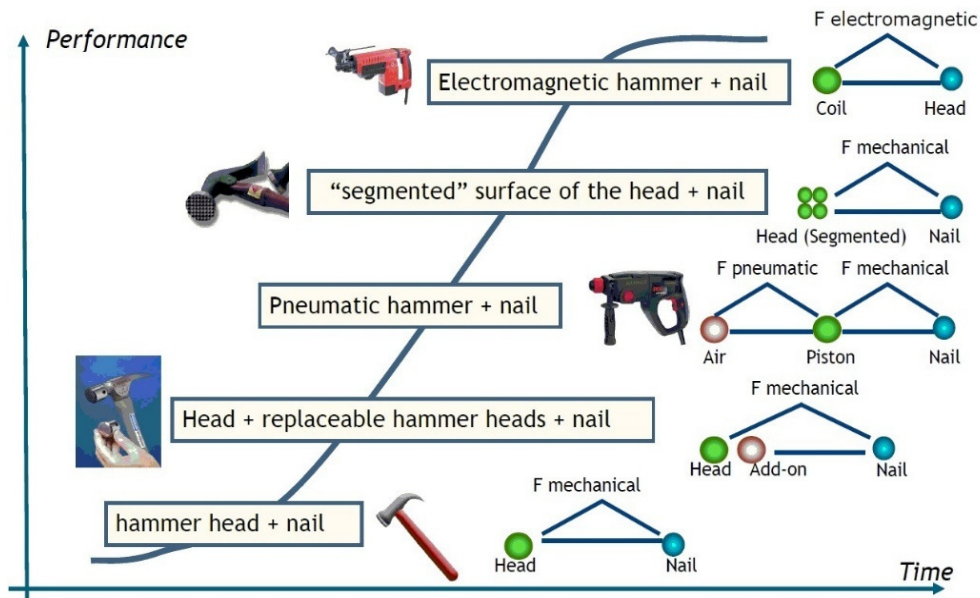 Performance
F electromagnetic
Electromagnetic hammer + nail
Coil
Head
F mechanical
“segmented” surface of the head + nail
Head (Segmented)
Nail
F pneumatic
F mechanical
Pneumatic hammer + nail
Air
Piston
Nail
F mechanical
Head + replaceable hammer heads + nail
Head
Add-on
Nail
F mechanical
hammer head + nail
Head
Nail
Time